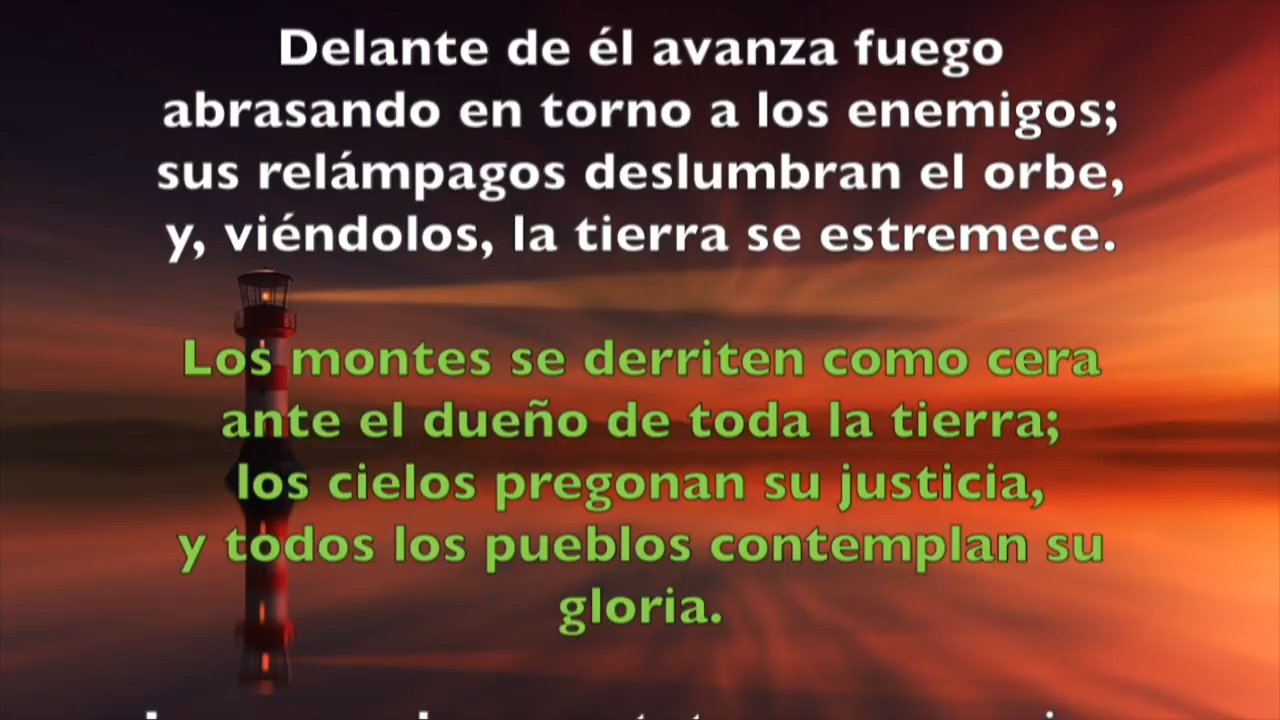 Delante de él avanza fuego
abrasando en torno a los enemigos;
sus relámpagos deslumbran el orbe,
y, viéndolos, la tierra se estremece.
Los montes se derriten como cera
ante el dueño de toda la tierra;
los cielos pregonan su justicia,
y todos los pueblos contemplan su
gloria.